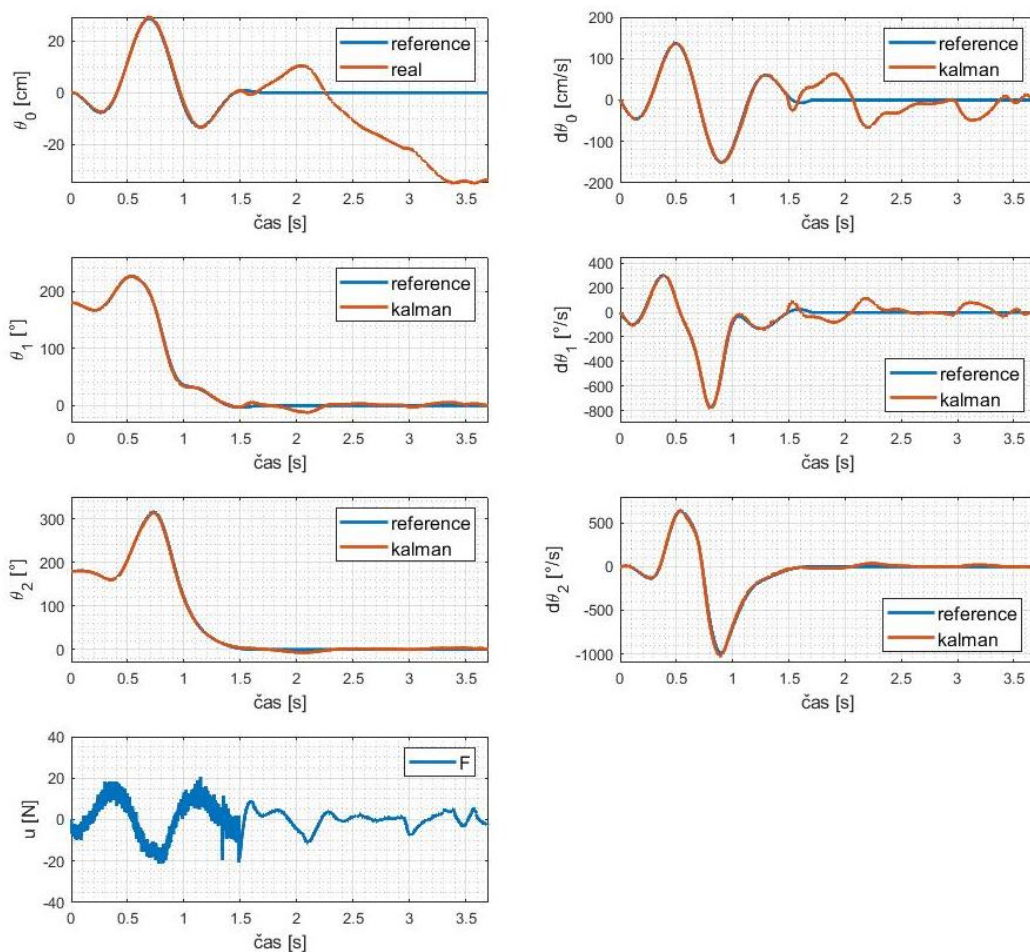 20
0
-20
θ0 [cm]
reference
real
0 0.5 1 1.5 2 2.5 3 3.5
čas [s]
200
100
0
-100
-200
dθ0 [cm/s]
reference
kalman
0 0.5 1 1.5 2 2.5 3 3.5
čas [s]
200
100
0
θ1 [°]
reference
kalman
0 0.5 1 1.5 2 2.5 3 3.5
čas [s]
400
200
0
-200
-400
-600
-800
dθ1 [°/s]
reference
kalman
0 0.5 1 1.5 2 2.5 3 3.5
čas [s]
300
200
100
0
θ2 [°]
reference
kalman
0 0.5 1 1.5 2 2.5 3 3.5
čas [s]
500
0
-500
-1000
dθ2 [°/s]
reference
kalman
0 0.5 1 1.5 2 2.5 3 3.5
čas [s]
40
20
0
-20
-40
u [N]
F
0 0.5 1 1.5 2 2.5 3 3.5
čas [s]